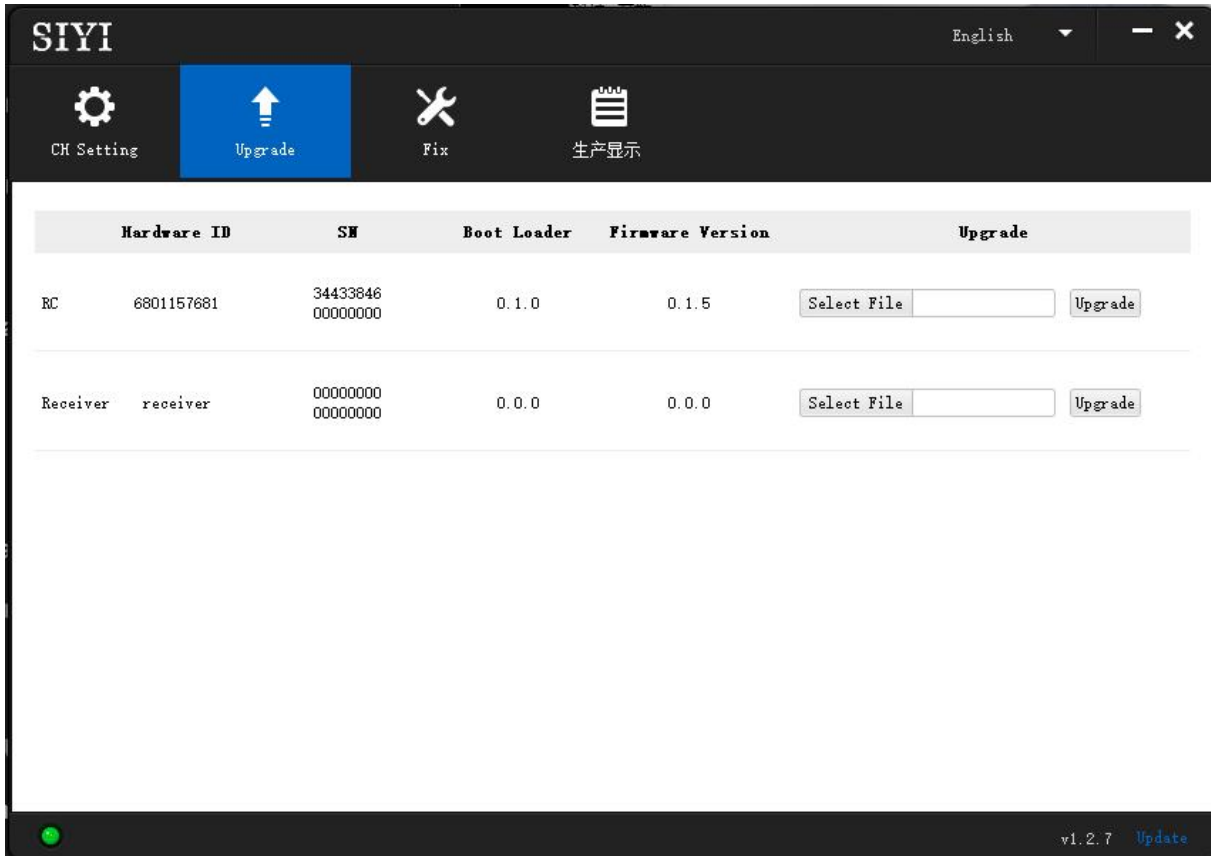 SIYI
English
CH Setting
Upgrade
Fix
生产显示
Hardware ID SN Boot Loader Firmware Version Upgrade
RC 6801157681 34433846 0.1.0 0.1.5 Select File Upgrade
00000000
Receiver receiver 00000000 0.0.0 0.0.0 Select File Upgrade
00000000
v1.2.7 Update